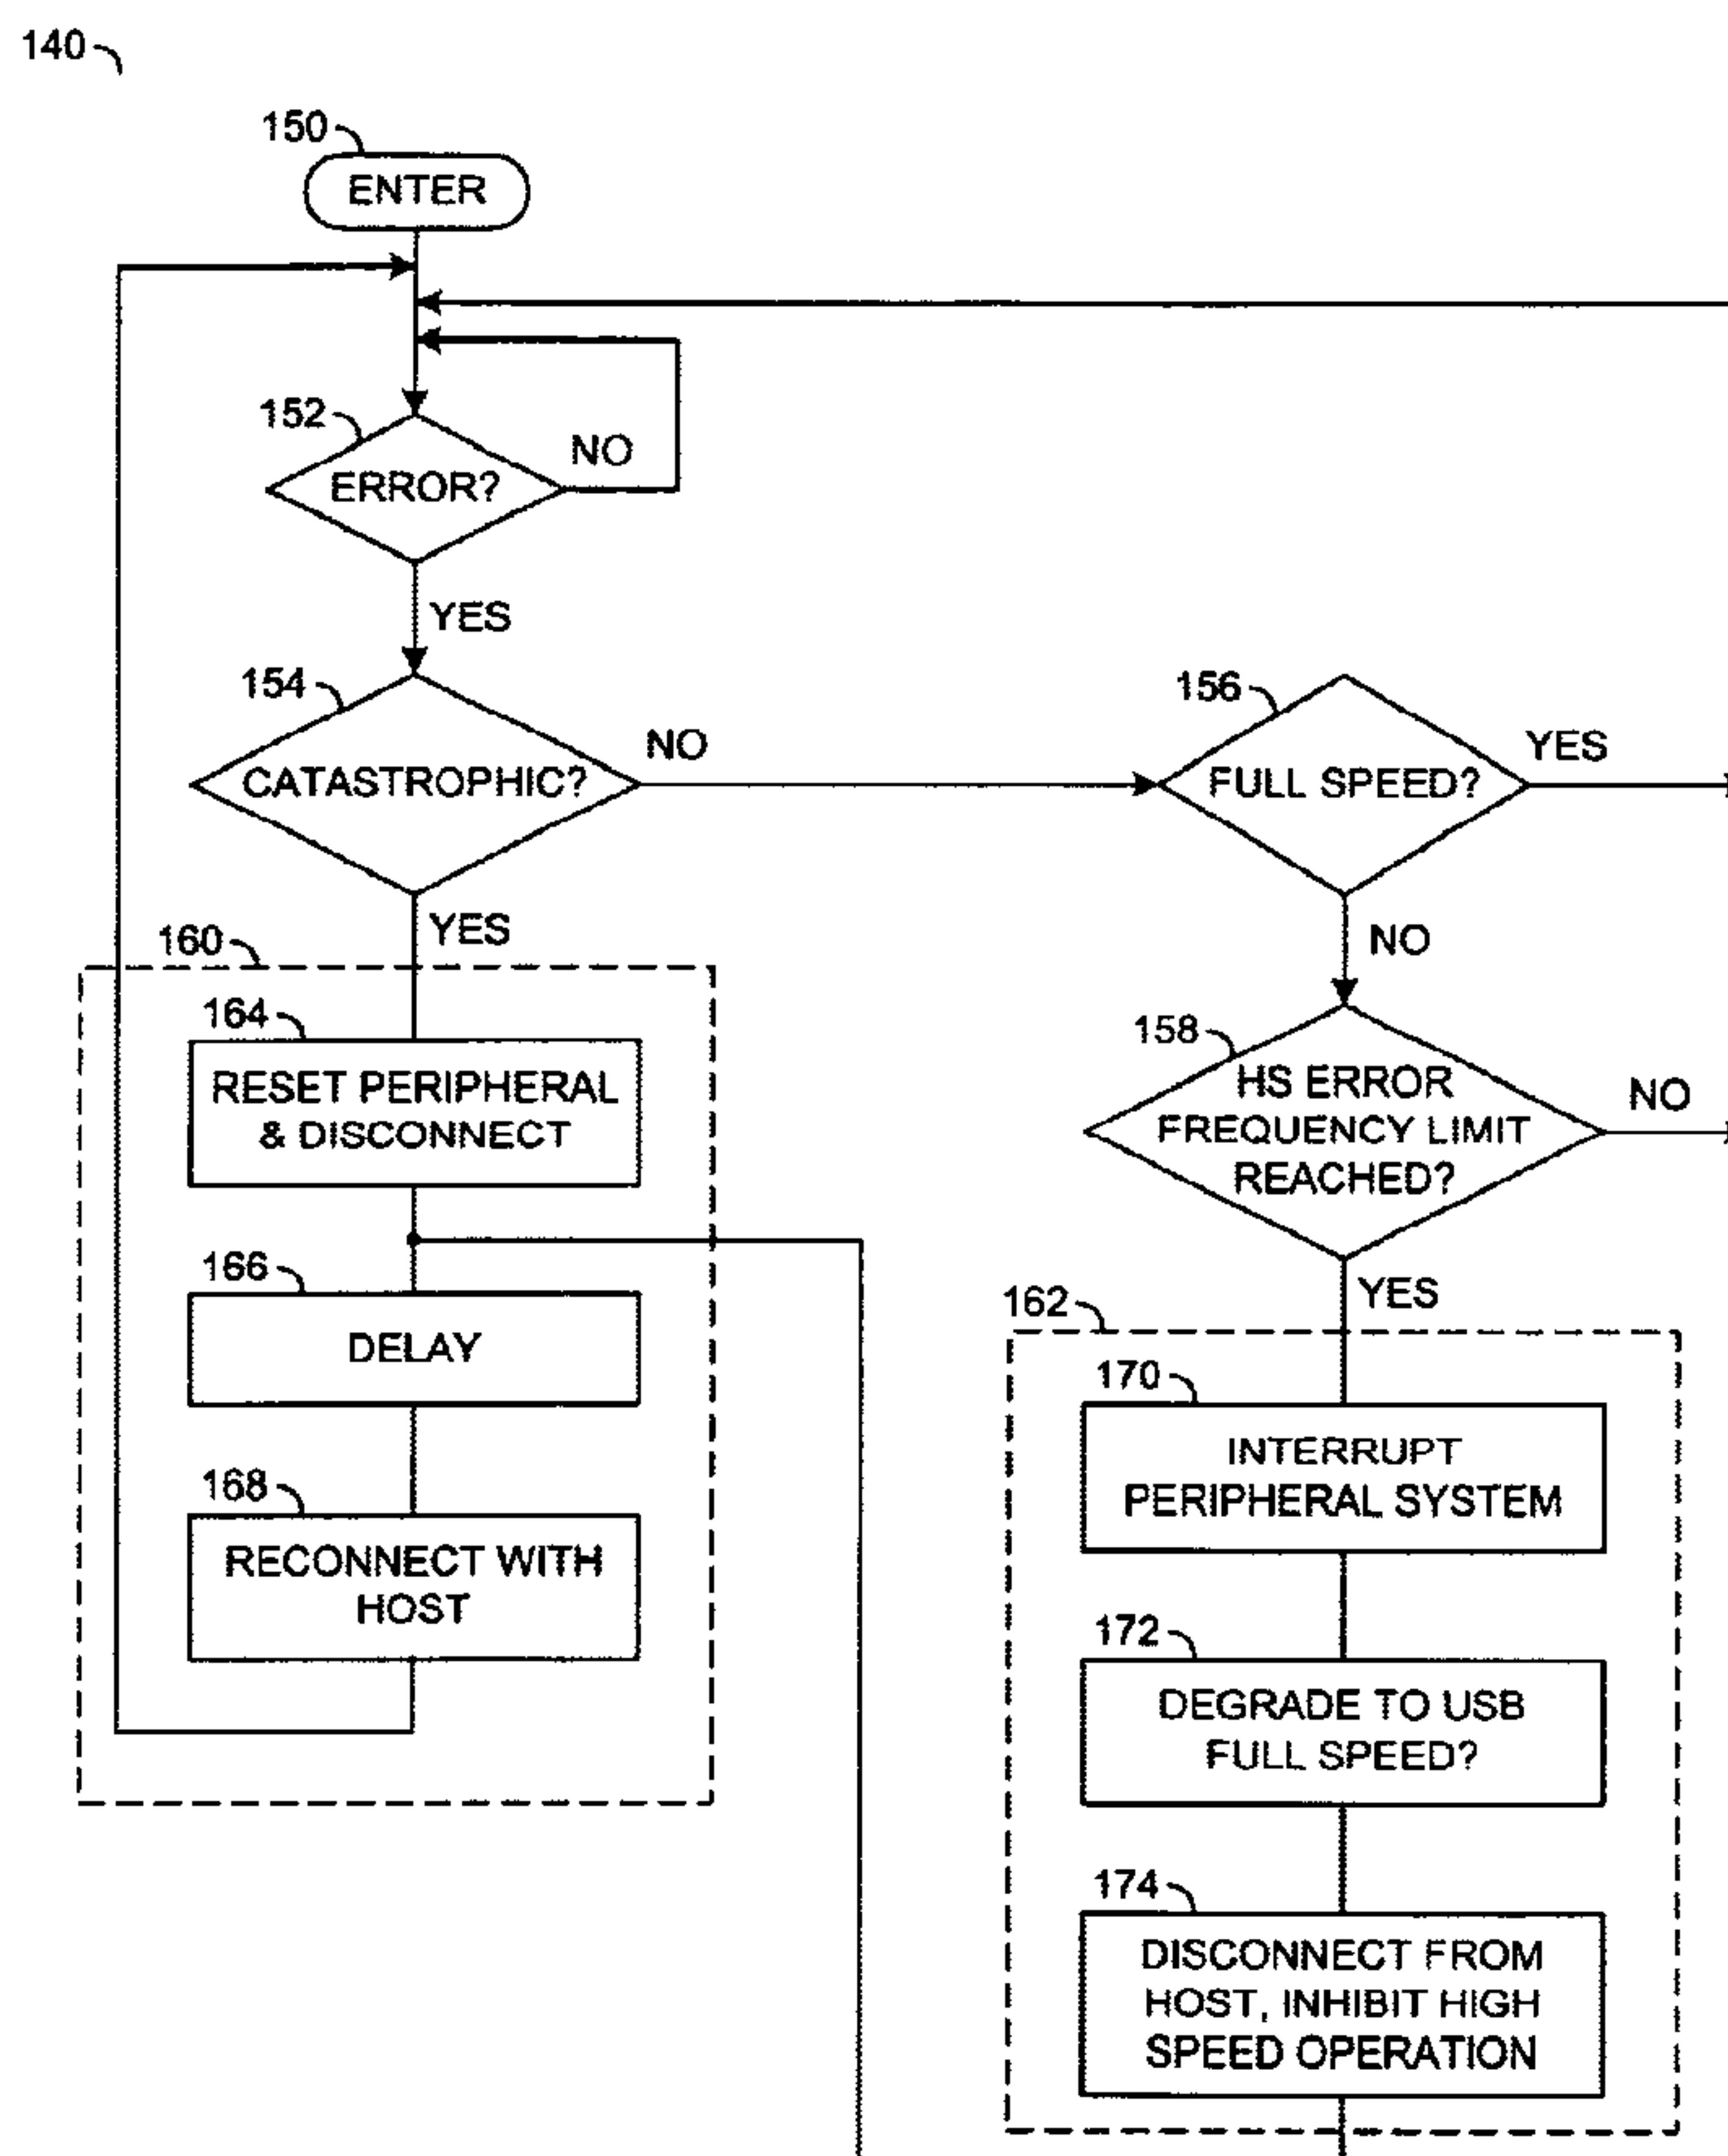 140
150
ENTER
152
ERROR?
NO
YES
154
CATASTROPHIC?
NO
156
FULL SPEED?
YES
NO
YES
160
164
RESET PERIPHERAL
& DISCONNECT
158
HS ERROR
FREQUENCY LIMIT
REACHED?
NO
YES
166
DELAY
168
RECONNECT WITH
HOST
162
170
INTERRUPT
PERIPHERAL SYSTEM
172
DEGRADE TO USB
FULL SPEED?
174
DISCONNECT FROM
HOST, INHIBIT HIGH
SPEED OPERATION